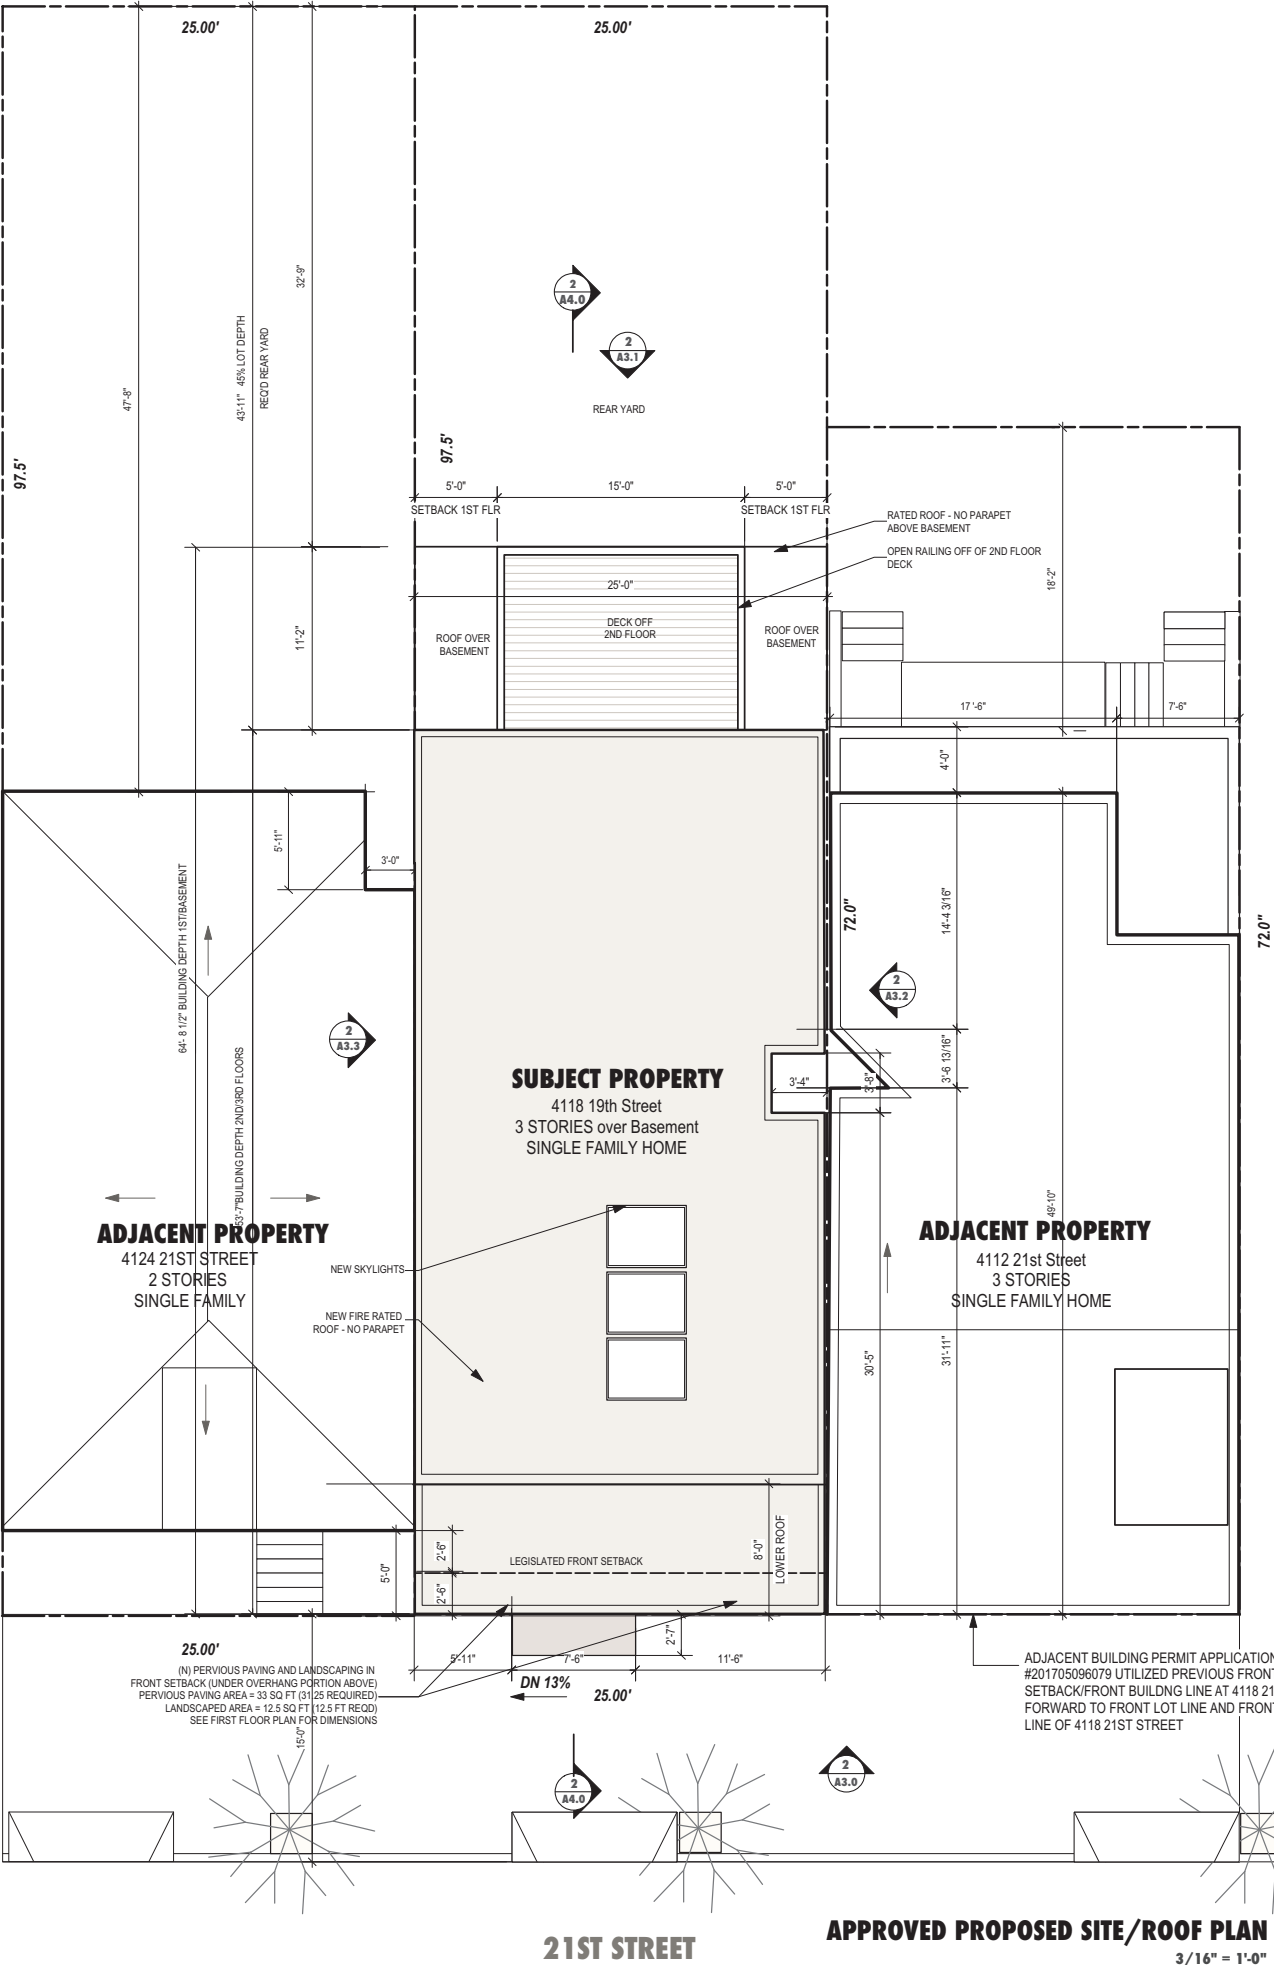 25.00'
25.00'
32'-9"
2
A4.0
2
A3.1
43'-11" 45% LOT DEPTH
REQ'D REAR YARD
47'-8"
REAR YARD
97.5'
97.5'
5'-0"
15'-0"
5'-0"
SETBACK 1ST FLR
SETBACK 1ST FLR
RATED ROOF - NO PARAPET
ABOVE BASEMENT
OPEN RAILING OFF OF 2ND FLOOR
DECK
18'-2"
25'-0"
11'-2"
ROOF OVER
BASEMENT
DECK OFF
2ND FLOOR
ROOF OVER
BASEMENT
17 '-6"
7'-6"
4'-0"
5'-11"
3'-0"
64'- 8 1/2" BUILDING DEPTH 1ST/BASEMENT
72.0"
14'-4 3/16"
72.0"
2
A3.2
2
A3.3
53'-7"BUILDING DEPTH 2ND/3RD FLOORS
3'-6 13/16"
3'-4"
3'-8"
SUBJECT PROPERTY
4118 19th Street
3 STORIES over Basement
SINGLE FAMILY HOME
49'-10"
ADJACENT PROPERTY
4124 21ST STREET
2 STORIES
SINGLE FAMILY
ADJACENT PROPERTY
4112 21st Street
3 STORIES
SINGLE FAMILY HOME
NEW SKYLIGHTS
NEW FIRE RATED
ROOF - NO PARAPET
30'-5"
31'-11"
2'-6"
8'-0"
LOWER ROOF
LEGISLATED FRONT SETBACK
5'-0"
2'-6"
2'-7"
25.00'
5'-11"
7'-6"
11'-6"
(N) PERVIOUS PAVING AND LANDSCAPING IN
FRONT SETBACK (UNDER OVERHANG PORTION ABOVE)
PERVIOUS PAVING AREA = 33 SQ FT (31.25 REQUIRED)
LANDSCAPED AREA = 12.5 SQ FT (12.5 FT REQD)
SEE FIRST FLOOR PLAN FOR DIMENSIONS
DN 13%
25.00'
ADJACENT BUILDING PERMIT APPLICATION
#201705096079 UTILIZED PREVIOUS FRONT
SETBACK/FRONT BUILDNG LINE AT 4118 21
FORWARD TO FRONT LOT LINE AND FRONT
LINE OF 4118 21ST STREET
15'-0"
2
A4.0
2
A3.0
APPROVED PROPOSED SITE/ROOF PLAN
21ST STREET
3/16" = 1'-0"